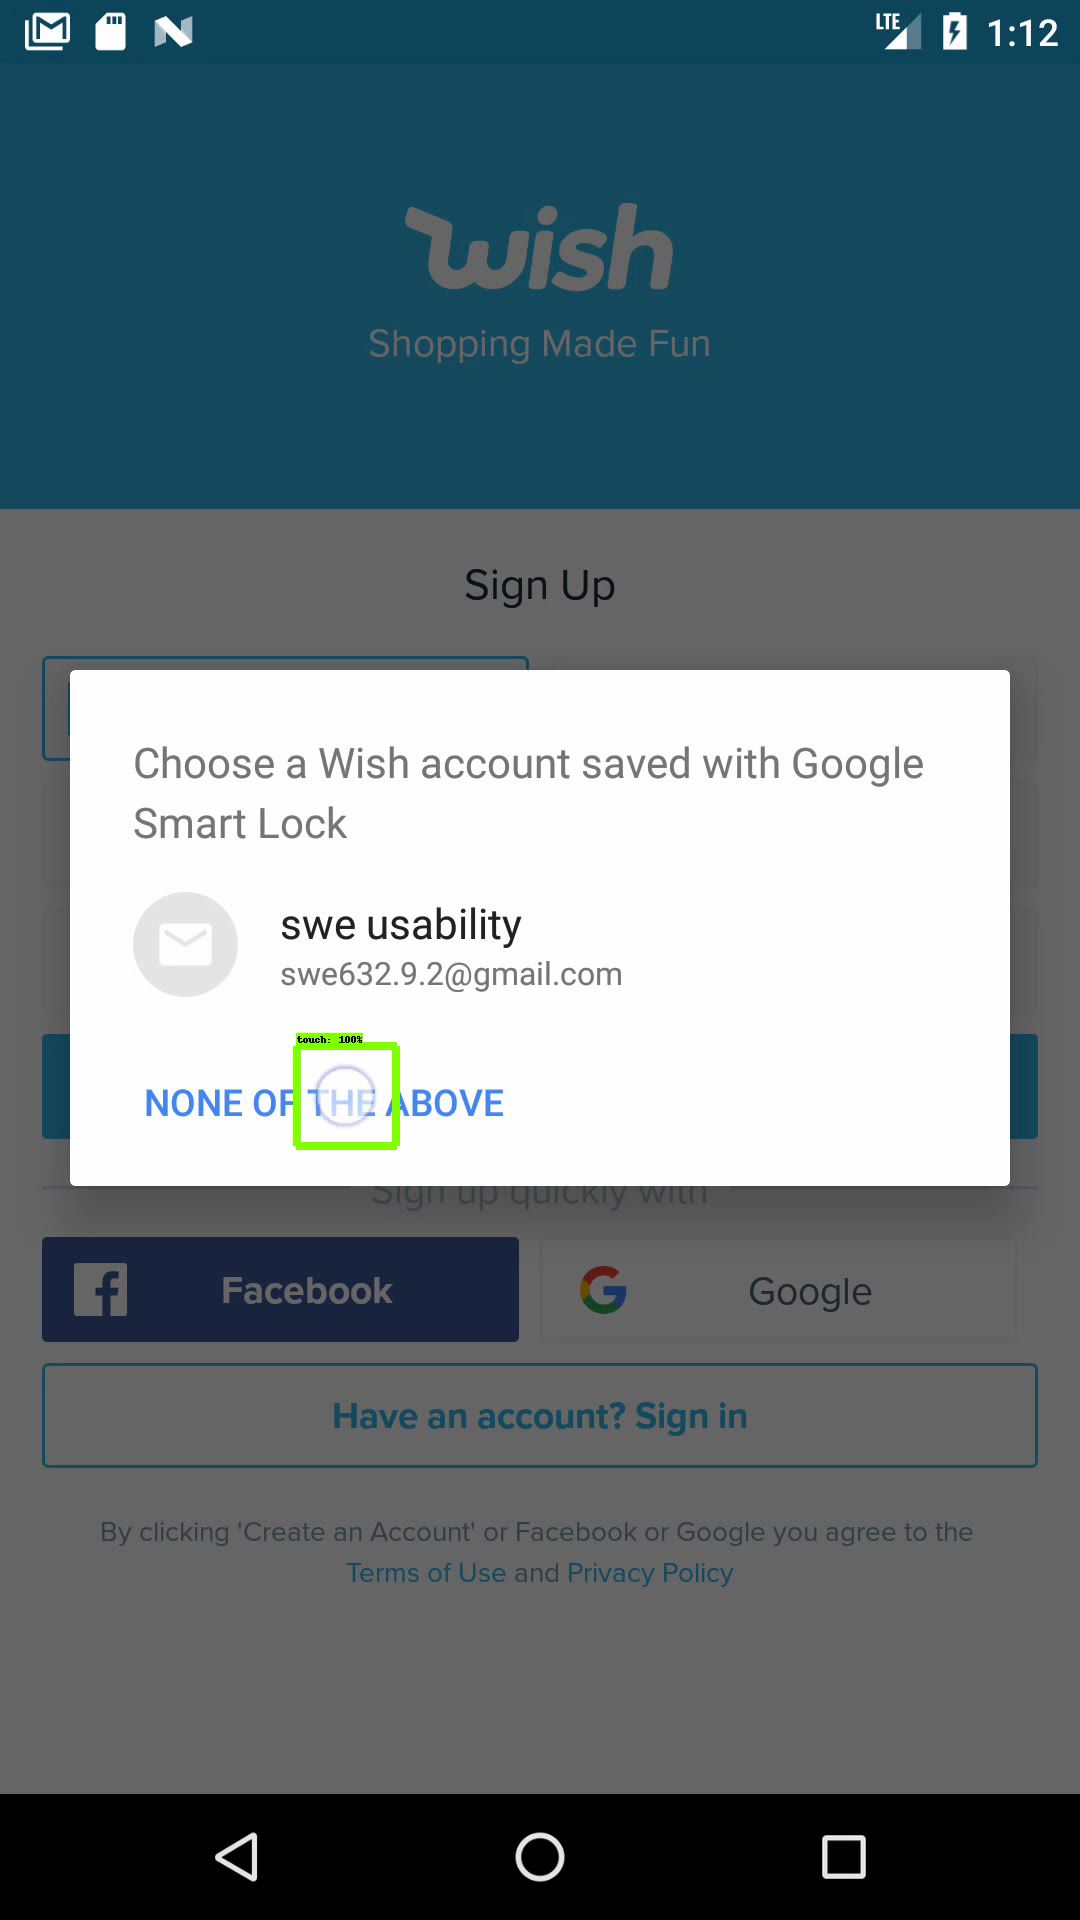 LTE 1:12
wish
Shopping Made Fun
Sign Up
Choose a Wish account saved with Google
Smart Lock
swe usability
swe632.9.2@gmail.com
touch: 100%
NONE OF THE ABOVE
Sign up quickly with
Facebook
Google
Have an account? Sign in
By clicking 'Create an Account' or Facebook or Google you agree to the
Terms of Use and Privacy Policy